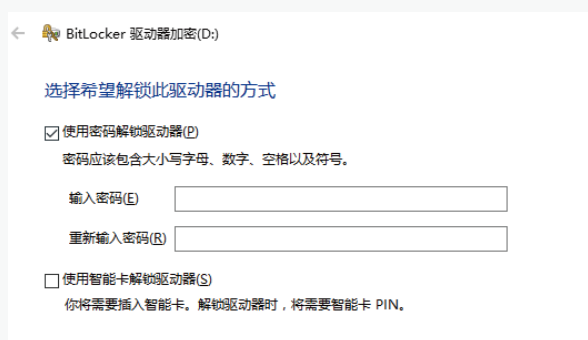 BitLocker 驱动器加密(D:)
选择希望解锁此驱动器的方式
使用密码解锁驱动器(P)
密码应该包含大小写字母、数字、空格以及符号。
输入密码(E)
重新输入密码(R)
使用智能卡解锁驱动器(S)
你将需要插入智能卡。解锁驱动器时，将需要智能卡 PIN。